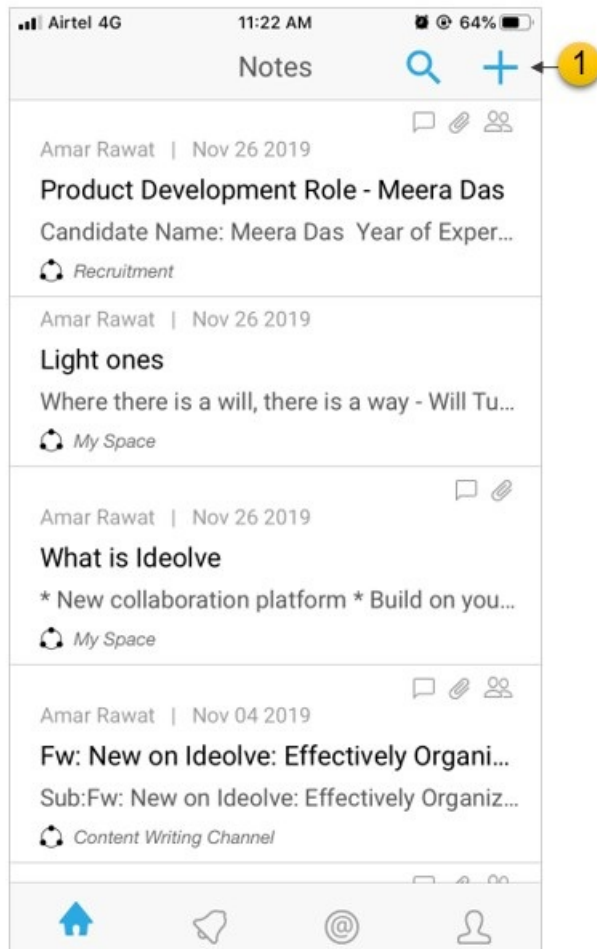 Airtel 4G 11:22 AM 64%
Notes
1
Amar Rawat | Nov 26 2019
Product Development Role - Meera Das
Candidate Name: Meera Das Year of Exper...
Recruitment
Amar Rawat | Nov 26 2019
Light ones
Where there is a will, there is a way - Will Tu...
My Space
Amar Rawat | Nov 26 2019
What is Ideolve
* New collaboration platform * Build on you...
My Space
Amar Rawat | Nov 04 2019
Fw: New on Ideolve: Effectively Organi...
Sub:Fw: New on Ideolve: Effectively Organiz...
Content Writing Channel